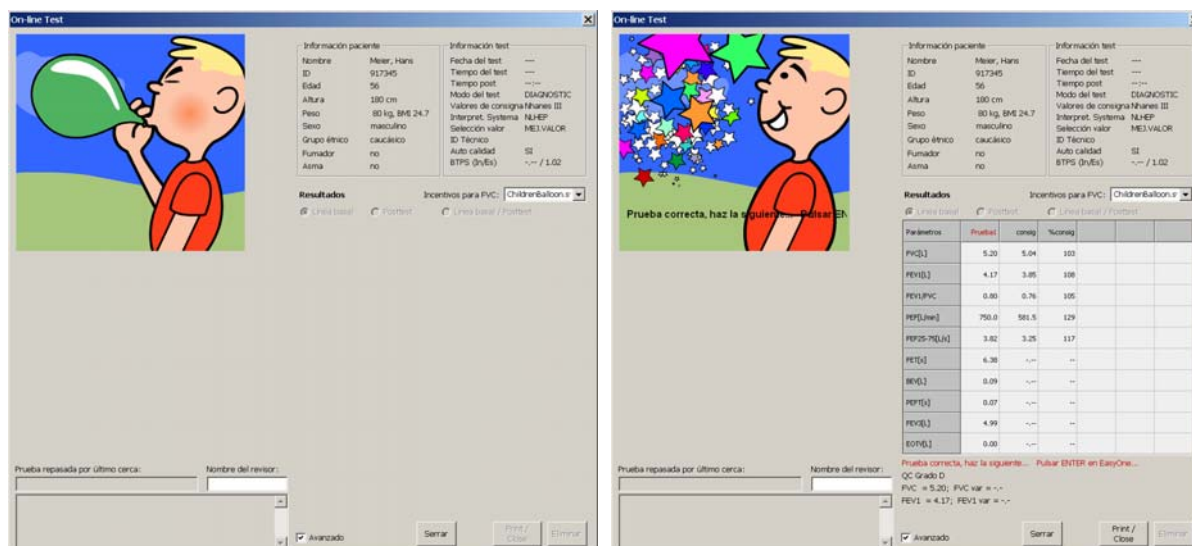 On-line Test
Información paciente
Nombre Meier, Hans
ID 917345
Edad 56
Altura 180 cm
Peso 80 kg, BMI 24.7
Sexo masculino
Grupo étnico caucásico
Fumador no
Asma no
Información test
Fecha del test ---
Tiempo del test ---
Tiempo post --:--
Modo del test DIAGNOSTIC
Valores de consigna Nhanes III
Interpret. Systema NLHEP
Selección valor MEJ.VALOR
ID Técnico
Auto calidad SI
BTPS (In/Es) -.-- / 1.02
Resultados Incentivos para FVC: ChildrenBalloon.s
Linea basal Posttest Linea basal / Posttest
Prueba repasada por último cerca: Nombre del revisor:
Avanzado Serrar Print / Close Eliminar
On-line Test
Prueba correcta, haz la siguiente... Pulsar EN
Información paciente
Nombre Meier, Hans
ID 917345
Edad 56
Altura 180 cm
Peso 80 kg, BMI 24.7
Sexo masculino
Grupo étnico caucásico
Fumador no
Asma no
Información test
Fecha del test ---
Tiempo del test ---
Tiempo post --:--
Modo del test DIAGNOSTIC
Valores de consigna Nhanes III
Interpret. Systema NLHEP
Selección valor MEJ.VALOR
ID Técnico
Auto calidad SI
BTPS (In/Es) -.-- / 1.02
Resultados Incentivos para FVC: ChildrenBalloon.s
Linea basal Posttest Linea basal / Posttest
Parámetros Prueba1 consig %consig
FVC[L] 5.20 5.04 103
FEV1[L] 4.17 3.85 108
FEV1/FVC 0.80 0.76 105
PEF[L/min] 750.0 581.5 129
FEF25-75[L/s] 3.82 3.25 117
FET[s] 6.38 -.-- --
BEV[L] 0.09 -.-- --
PEFT[s] 0.07 -.-- --
FEV3[L] 4.99 -.-- --
EOTV[L] 0.00 -.-- --
Prueba correcta, haz la siguiente... Pulsar ENTER en EasyOne...
QC Grado D
FVC = 5.20; FVC var = -.-
FEV1 = 4.17; FEV1 var = -.-
Prueba repasada por último cerca: Nombre del revisor:
Avanzado Serrar Print / Close Eliminar